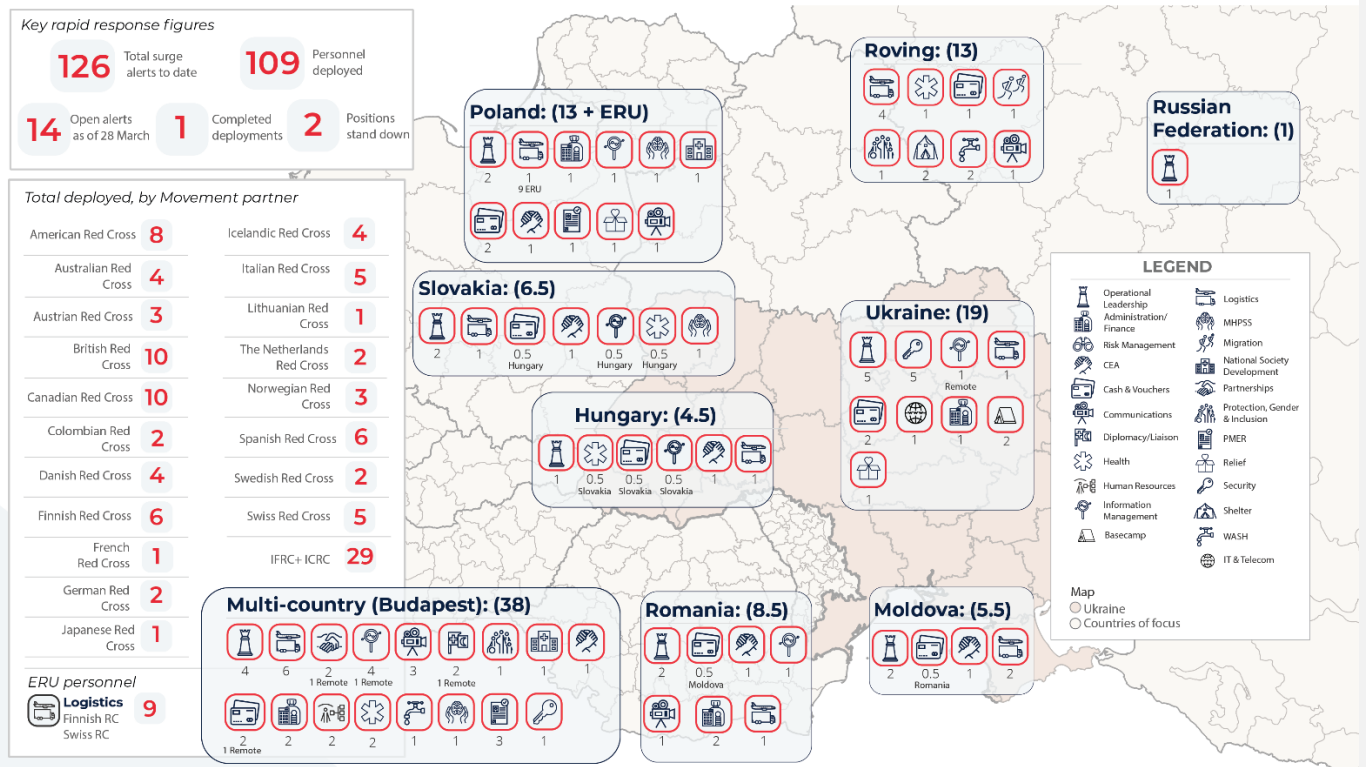 Key rapid response figures
126
Total surge
alerts to date
109
Personnel
deployed
14
Open alerts
as of 28 March
1
Completed
deployments
2
Positions
stand down
Total deployed, by Movement partner
American Red Cross 8
Australian Red
Cross
4
Austrian Red Cross 3
British Red
Cross
10
Canadian Red Cross 10
Colombian Red
Cross
2
Danish Red Cross 4
Finnish Red Cross 6
French
Red Cross
1
German Red
Cross
2
Japanese Red
Cross
1
Icelandic Red Cross 4
Italian Red Cross 5
Lithuanian Red
Cross
1
The Netherlands
Red Cross
2
Norwegian Red
Cross
3
Spanish Red Cross 6
Swedish Red Cross 2
Swiss Red Cross 5
IFRC+ ICRC 29
ERU personnel
Logistics
Finnish RC
Swiss RC
9
Poland: (13 + ERU)
2 1 1 1 1 1
9 ERU
2 1 1 1 1
Slovakia: (6.5)
2 1 0.5 1 0.5 0.5 1
Hungary Hungary Hungary
Hungary: (4.5)
1 0.5 0.5 0.5 1 1
Slovakia Slovakia Slovakia
Multi-country (Budapest): (38)
4 6 2 4 3 2 1 1 1
1 Remote 1 Remote 1 Remote
2 2 2 2 1 1 3 1
1 Remote
Romania: (8.5)
2 0.5 1 1
Moldova
1 2 1
Roving: (13)
4 1 1 1
1 2 2 1
Russian
Federation: (1)
1
Ukraine: (19)
5 5 1 1
Remote
2 1 1 2
1
Moldova: (5.5)
2 0.5 1 2
Romania
LEGEND
Operational
Leadership
Administration/
Finance
Risk Management
CEA
Cash & Vouchers
Communications
Diplomacy/Liaison
Health
Human Resources
Information
Management
Basecamp
Logistics
MHPSS
Migration
National Society
Development
Partnerships
Protection, Gender
& Inclusion
PMER
Relief
Security
Shelter
WASH
IT & Telecom
Map
Ukraine
Countries of focus